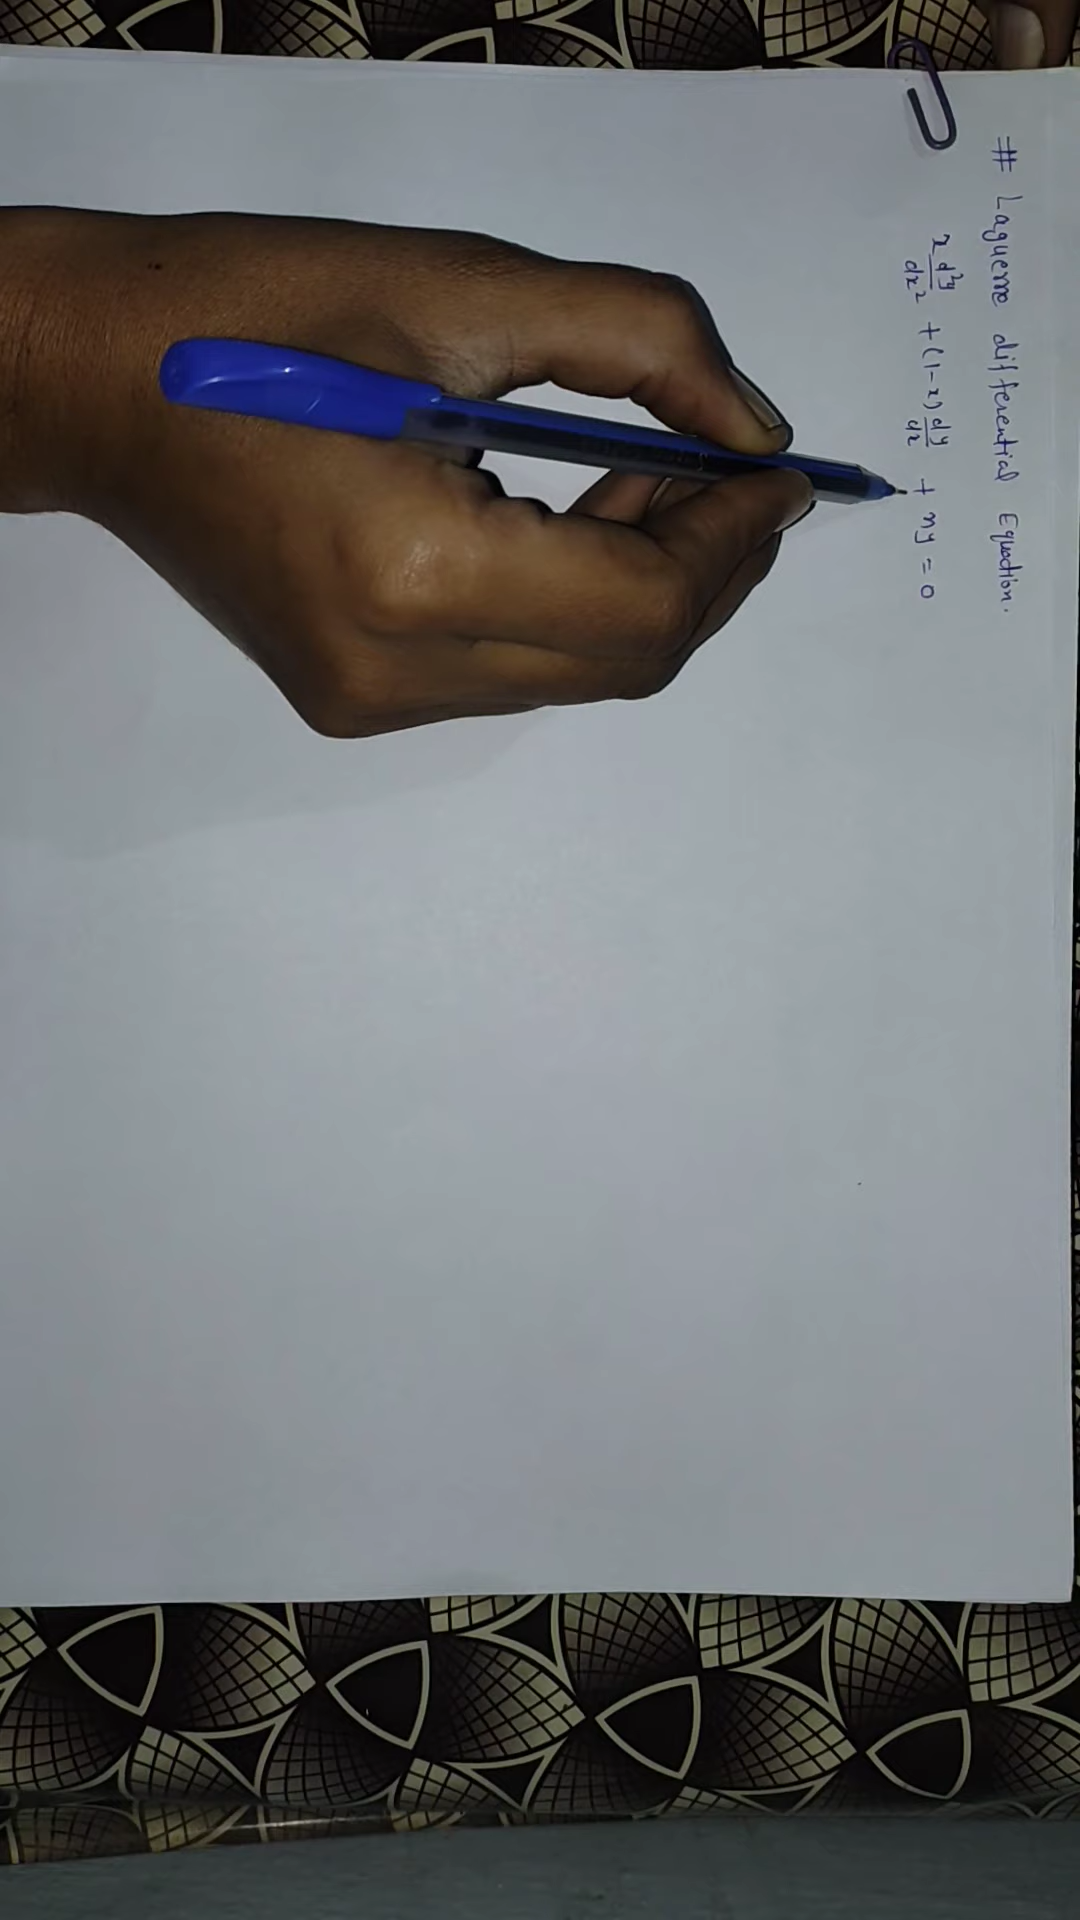 # Laguerre differential Equation.
x d²y/dx² + (1-x) dy/dx + ny = 0